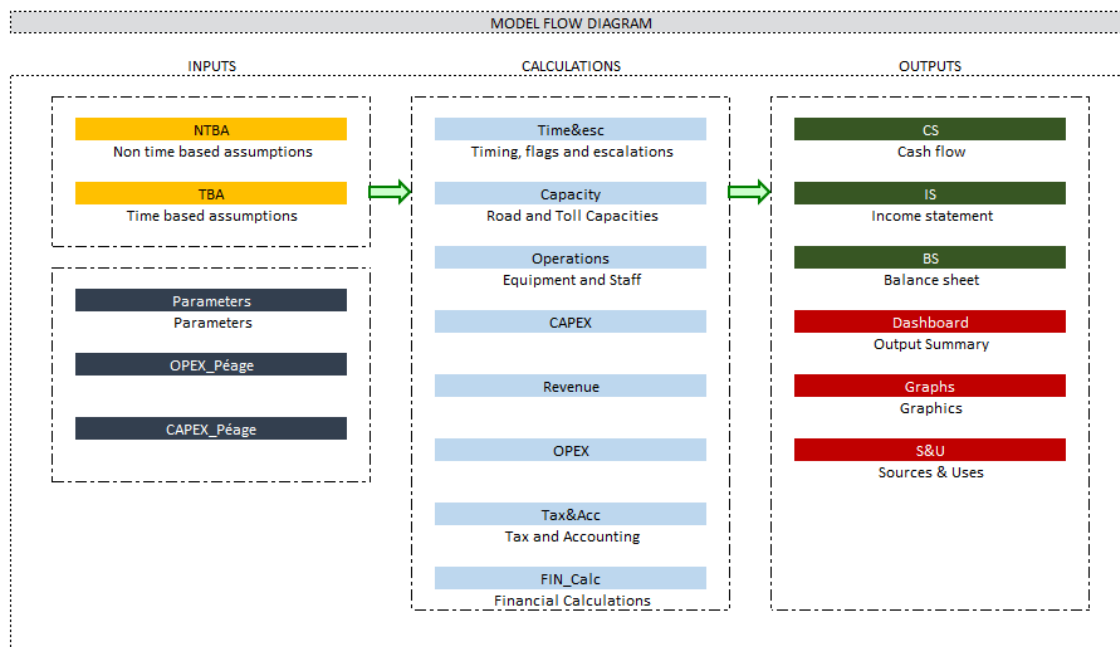 MODEL FLOW DIAGRAM
INPUTS
NTBA
Non time based assumptions
TBA
Time based assumptions
Parameters
Parameters
OPEX_Péage
CAPEX_Péage
CALCULATIONS
Time&esc
Timing, flags and escalations
Capacity
Road and Toll Capacities
Operations
Equipment and Staff
CAPEX
Revenue
OPEX
Tax&Acc
Tax and Accounting
FIN_Calc
Financial Calculations
OUTPUTS
CS
Cash flow
IS
Income statement
BS
Balance sheet
Dashboard
Output Summary
Graphs
Graphics
S&U
Sources & Uses